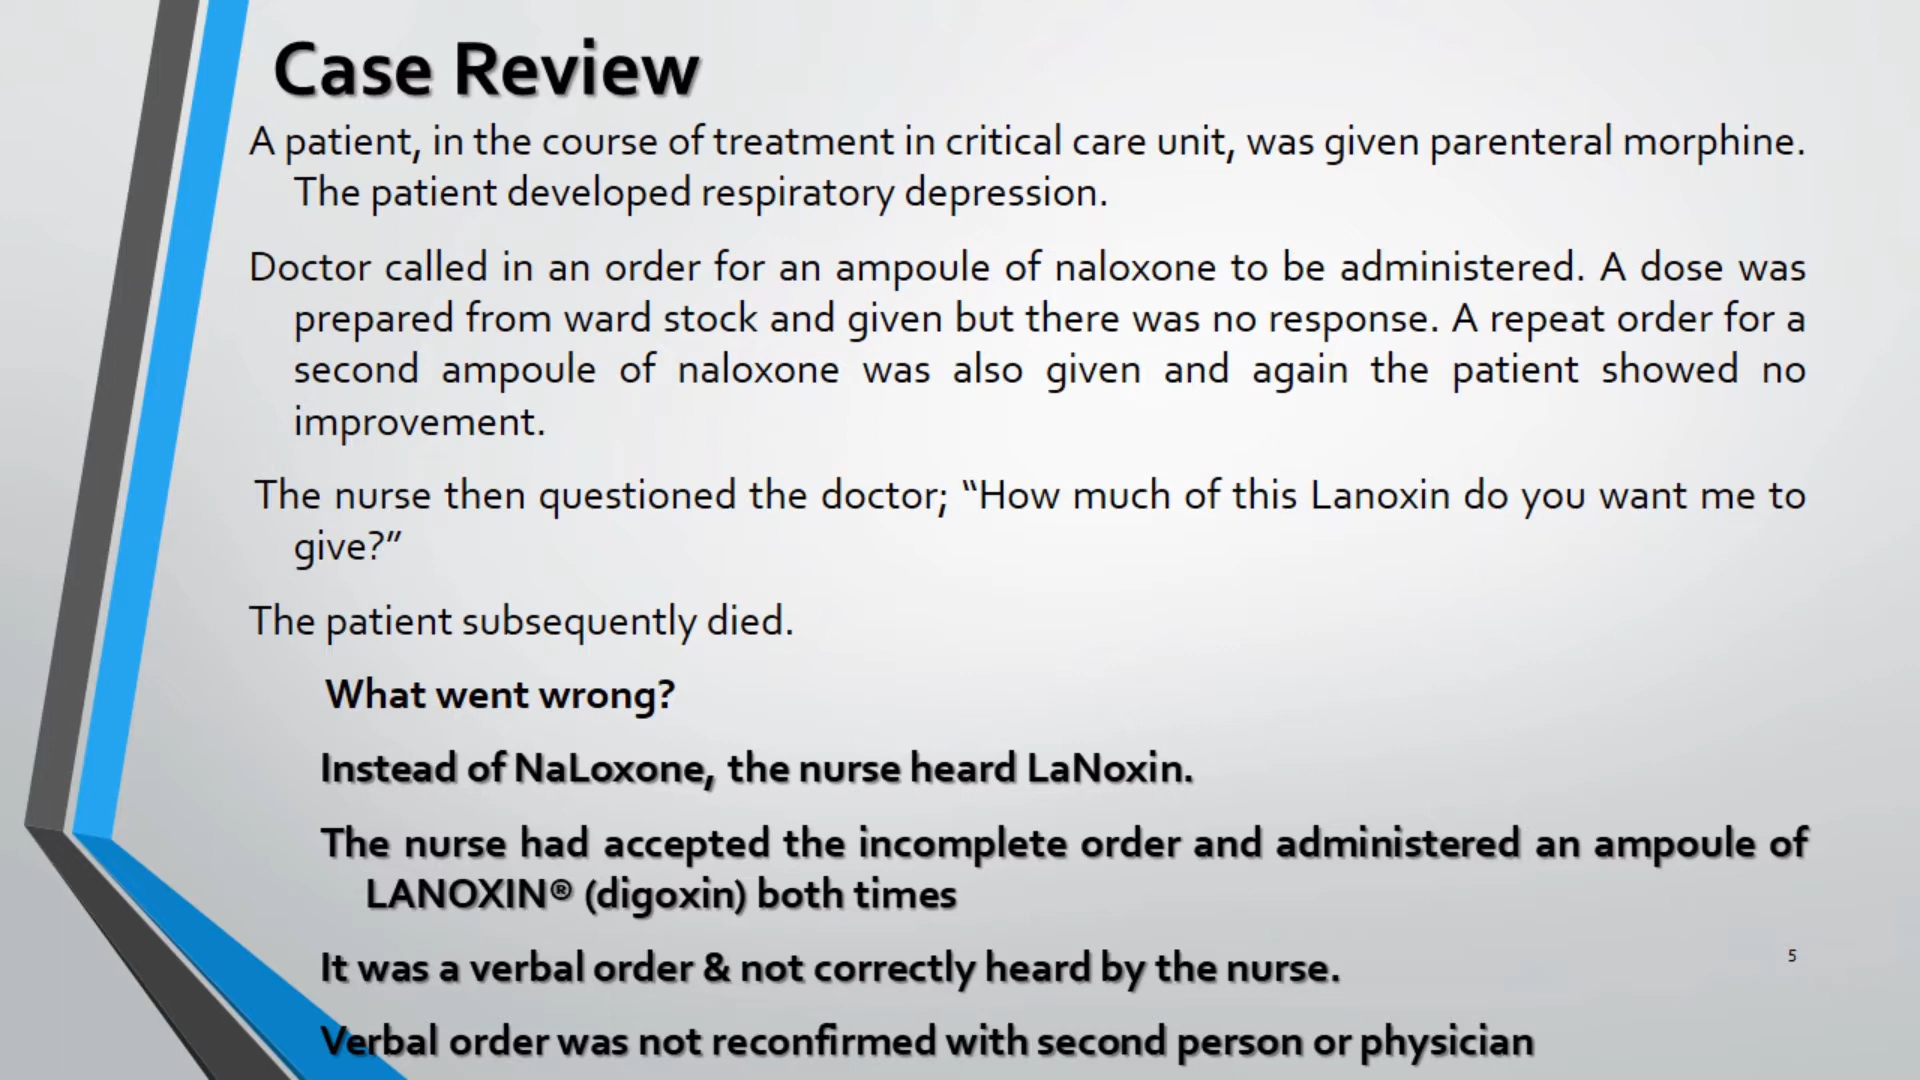 Case Review
A patient, in the course of treatment in critical care unit, was given parenteral morphine.
The patient developed respiratory depression.
Doctor called in an order for an ampoule of naloxone to be administered. A dose was
prepared from ward stock and given but there was no response. A repeat order for a
second ampoule of naloxone was also given and again the patient showed no
improvement.
The nurse then questioned the doctor; “How much of this Lanoxin do you want me to
give?”
The patient subsequently died.
What went wrong?
Instead of NaLoxone, the nurse heard LaNoxin.
The nurse had accepted the incomplete order and administered an ampoule of
LANOXIN® (digoxin) both times
It was a verbal order & not correctly heard by the nurse.
5
Verbal order was not reconfirmed with second person or physician